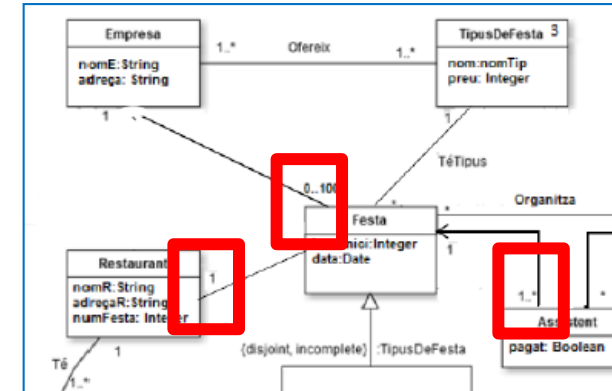 Empresa
nomE:String
adreça: String
1..*
Ofereix
1..*
TipusDeFesta 3
nom:nomTip
preu: Integer
1
1
TéTipus
0..100
*
*
Organitza
Festa
nici:Integer
data:Date
1
Restaurant
nomR:String
adreçaR:String
numFesta: Integer
1
1..*
*
Assistent
pagat: Boolean
{disjoint, incomplete}
:TipusDeFesta
Té
1
1..*